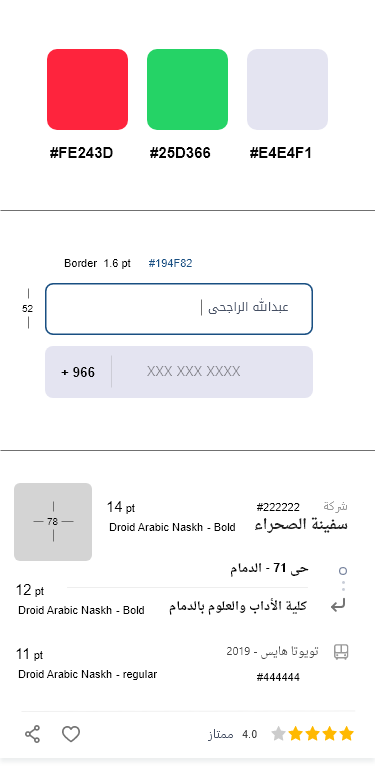 #FE243D #25D366 #E4E4F1
Border 1.6 pt #194F82
52
عبدالله الراجحى
+ 966 XXX XXX XXXX
14 pt #222222 شركة
78 Droid Arabic Naskh - Bold سفينة الصحراء
حى 71 - الدمام
12 pt
Droid Arabic Naskh - Bold كلية الأداب والعلوم بالدمام
11 pt تويوتا هايس - 2019
Droid Arabic Naskh - regular #444444
ممتاز 4.0